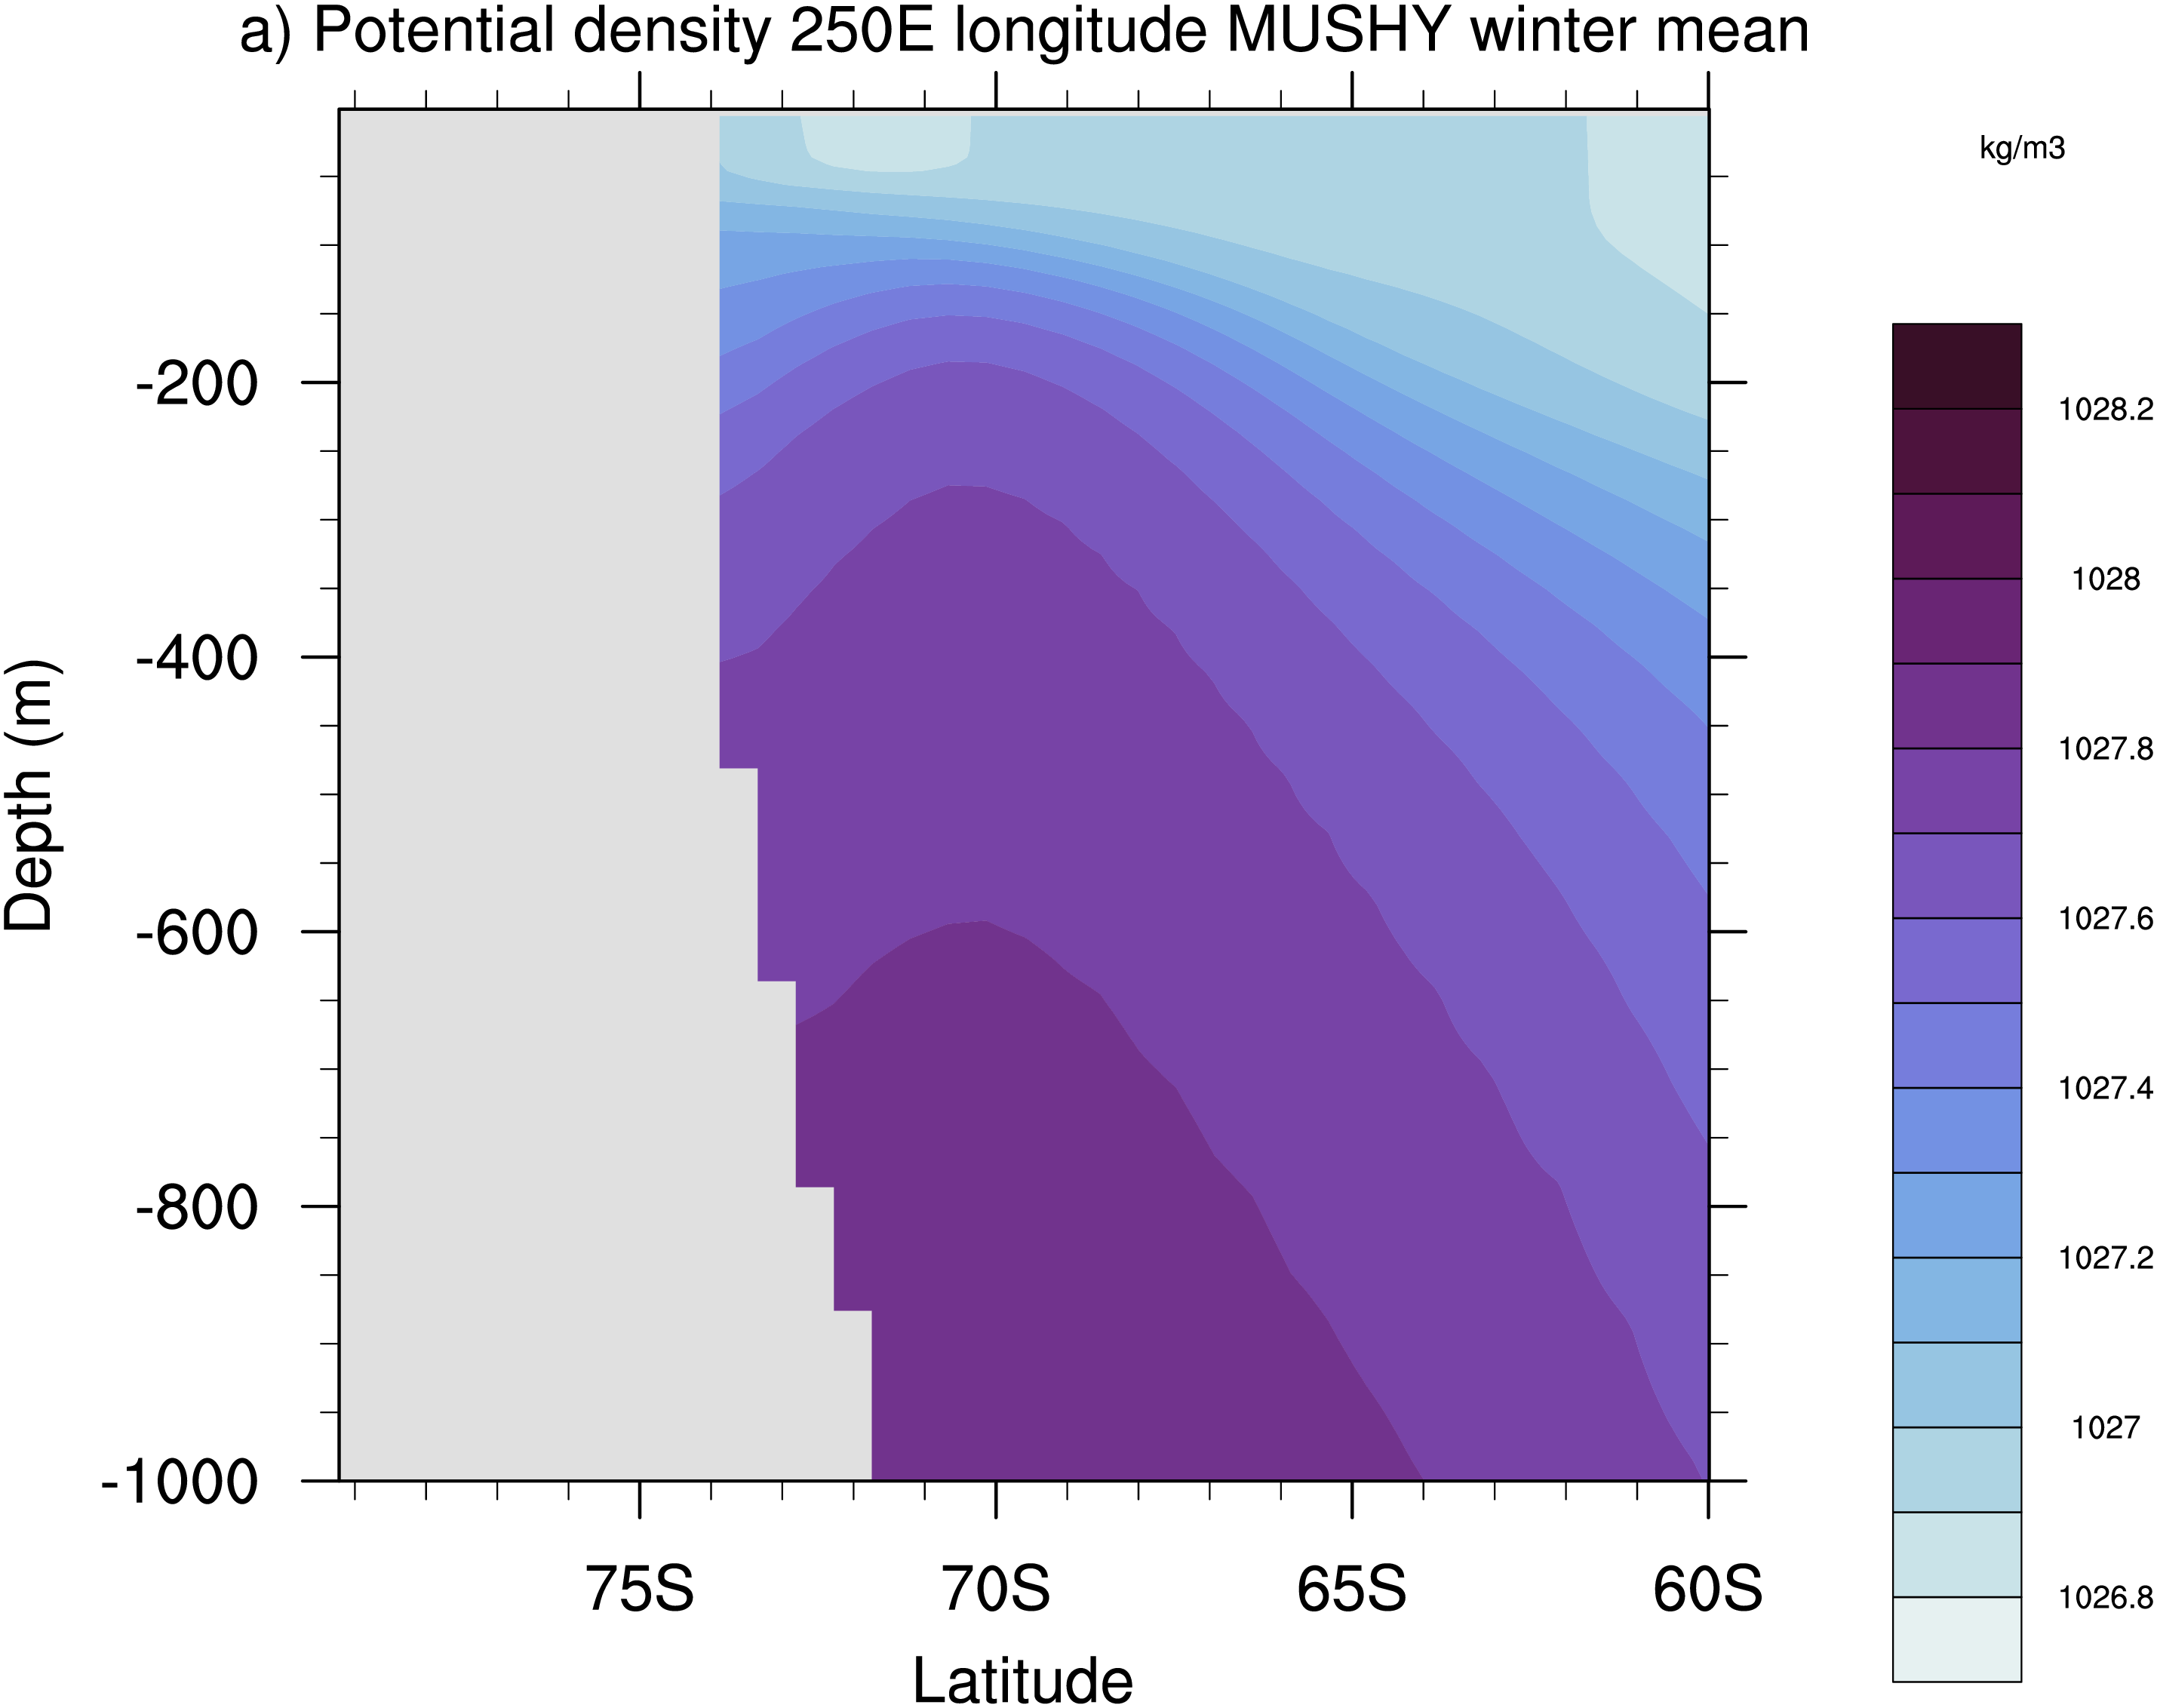 a) Potential density 250E longitude MUSHY winter mean
kg/m3
-200
-400
-600
-800
-1000
Depth (m)
75S
70S
65S
60S
Latitude
1028.2
1028
1027.8
1027.6
1027.4
1027.2
1027
1026.8